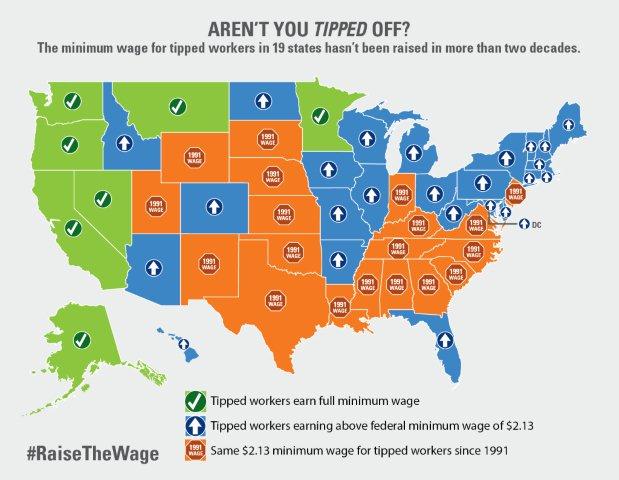 AREN'T YOU TIPPED OFF?
The minimum wage for tipped workers in 19 states hasn't been raised in more than two decades.
1991 WAGE
1991 WAGE
1991 WAGE
1991 WAGE
1991 WAGE
1991 WAGE
1991 WAGE
1991 WAGE
1991 WAGE
1991 WAGE
DC
1991 WAGE
1991 WAGE
1991 WAGE
1991 WAGE
1991 WAGE
1991 WAGE
1991 WAGE
1991 WAGE
1991 WAGE
Tipped workers earn full minimum wage
Tipped workers earning above federal minimum wage of $2.13
1991 WAGE
Same $2.13 minimum wage for tipped workers since 1991
#RaiseTheWage